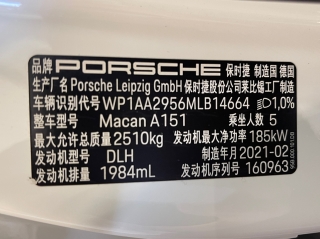 品牌 PORSCHE 保时捷 制造国 德国
生产厂名 Porsche Leipzig GmbH 保时捷股份公司莱比锡工厂制造
车辆识别代号 WP1AA2956MLB14664 1,0%
整车型号 Macan A151 乘坐人数 5
最大允许总质量 2510kg 发动机最大净功率 185kW
发动机型号 DLH 制造年月 2021-02
发动机排量 1984mL 发动机序列号 160963